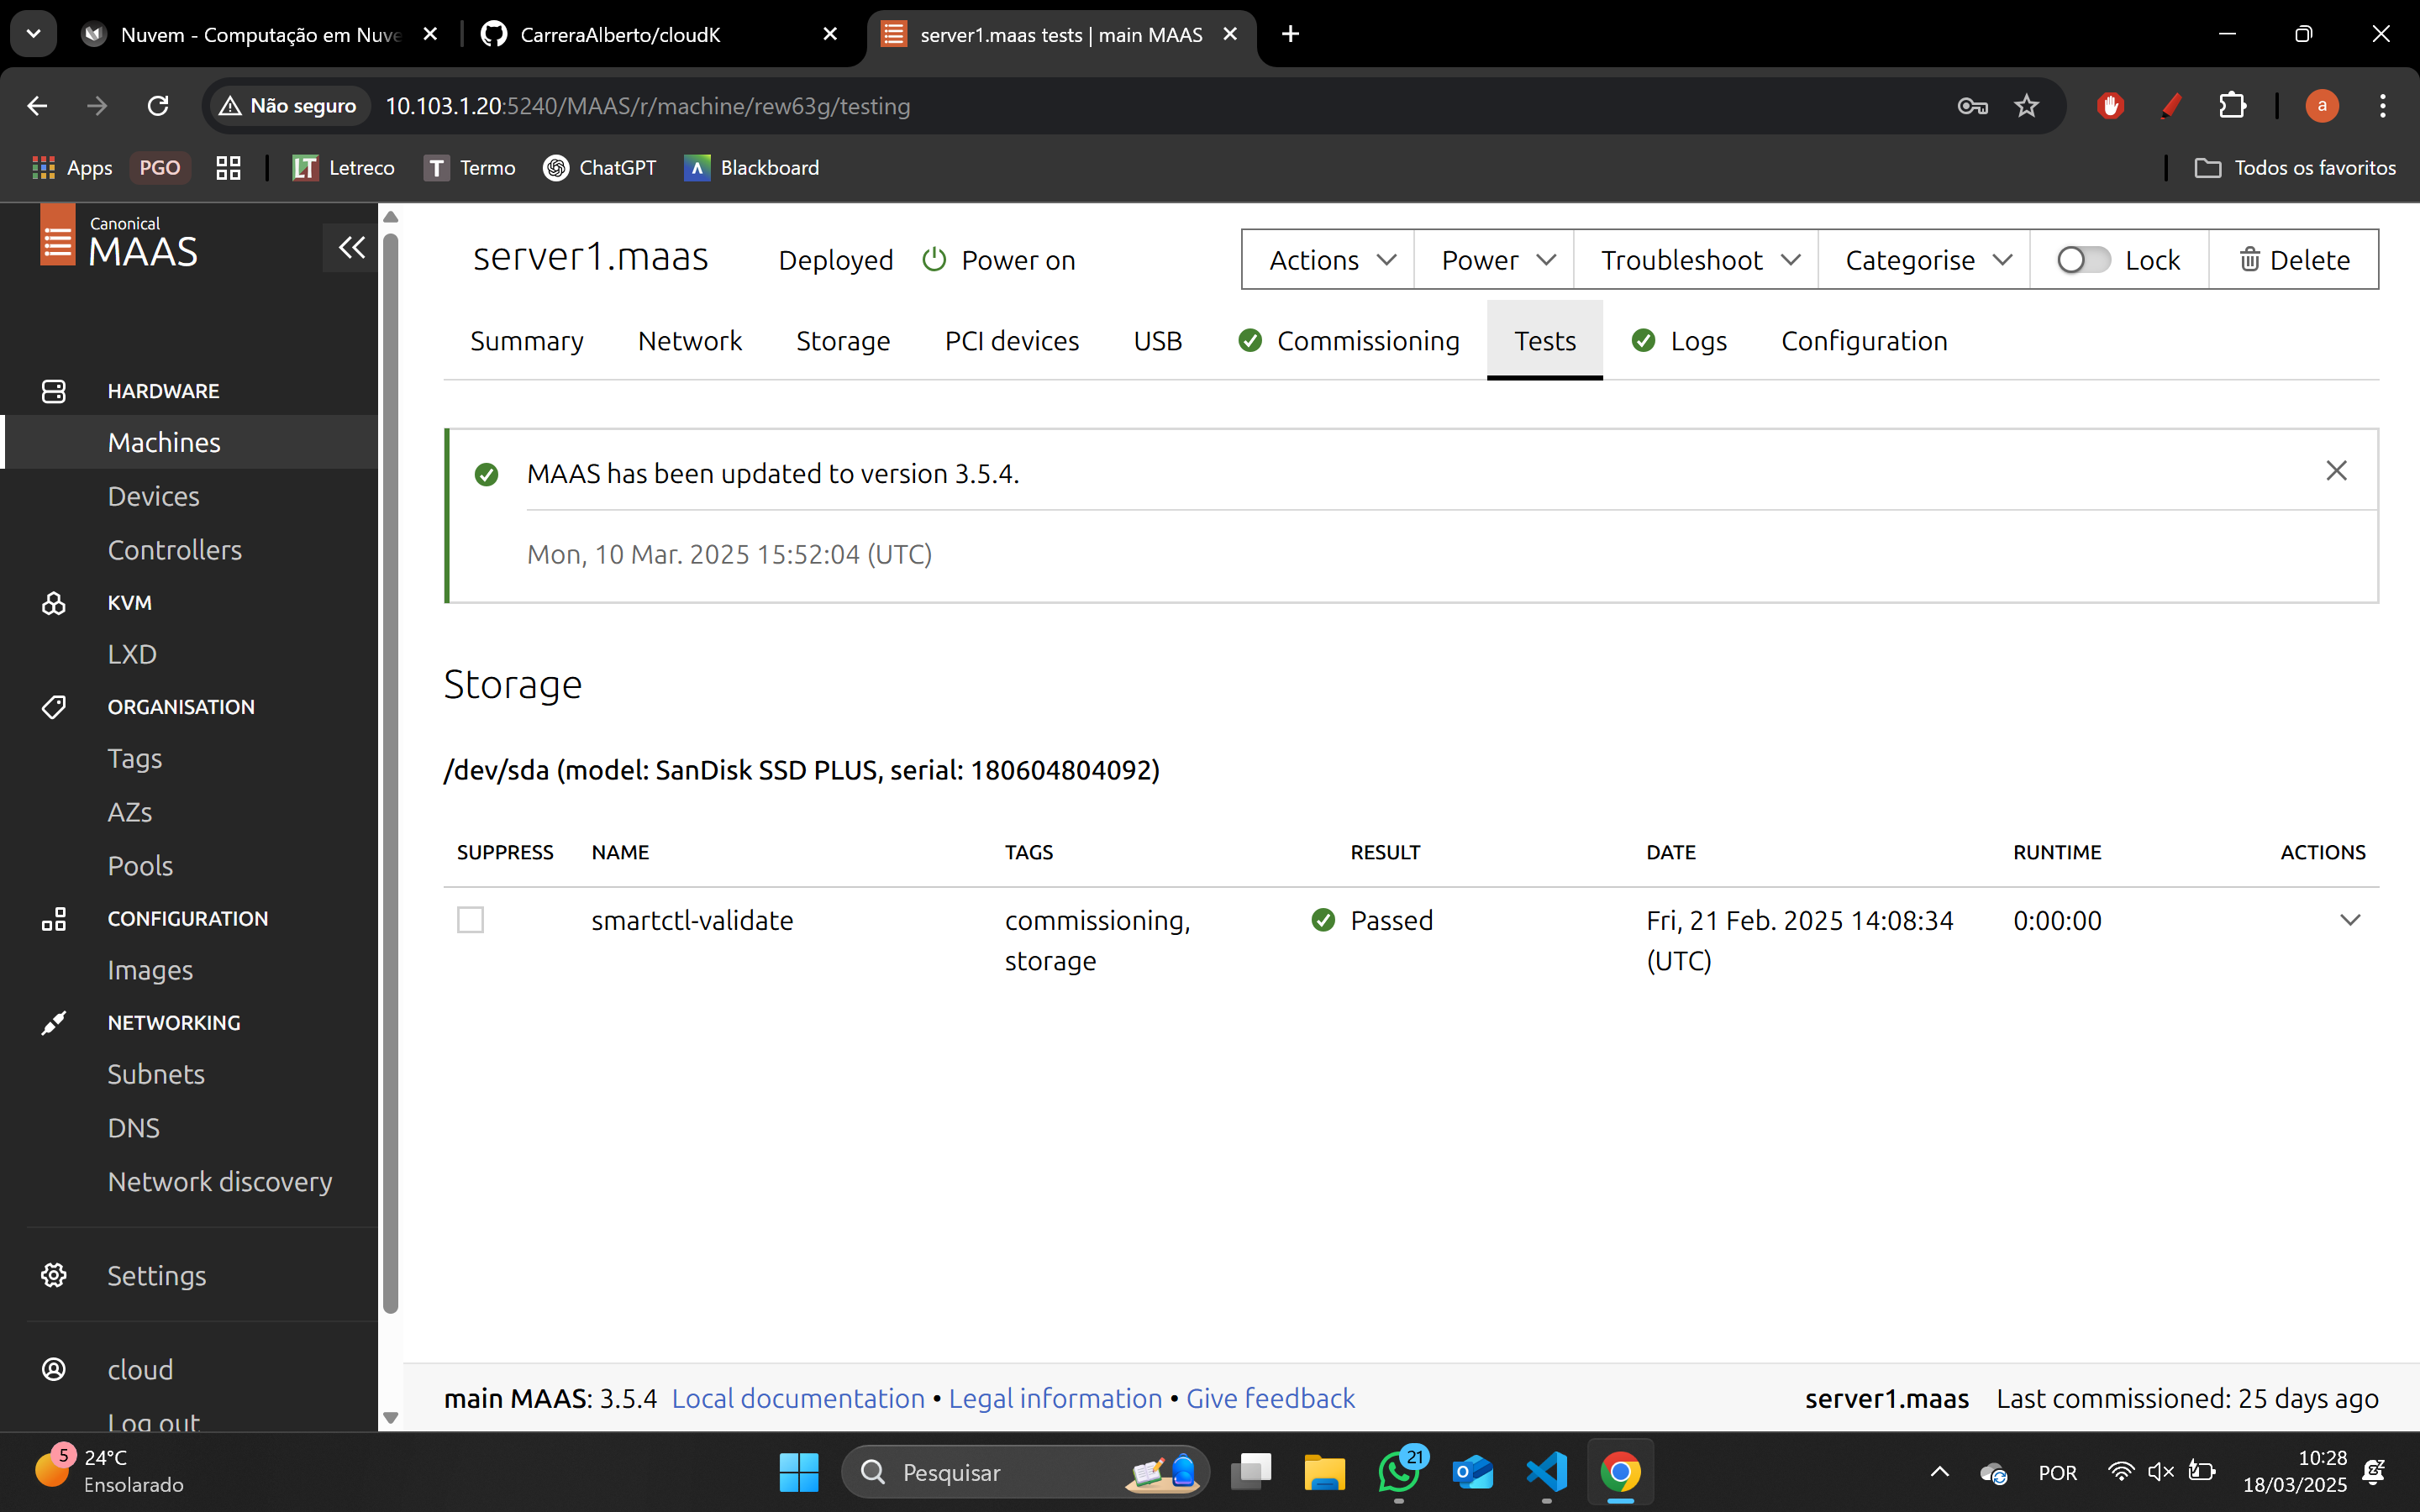 Nuvem - Computação em Nuve
CarreraAlberto/cloudK
server1.maas tests | main MAAS
Não seguro
10.103.1.20:5240/MAAS/r/machine/rew63g/testing
a
Apps
PGO
LT Letreco
T Termo
ChatGPT
Blackboard
Todos os favoritos
Canonical
MAAS
server1.maas
Deployed
Power on
Actions
Power
Troubleshoot
Categorise
Lock
Delete
Summary
Network
Storage
PCI devices
USB
Commissioning
Tests
Logs
Configuration
HARDWARE
Machines
Devices
Controllers
KVM
LXD
ORGANISATION
Tags
AZs
Pools
CONFIGURATION
Images
NETWORKING
Subnets
DNS
Network discovery
Settings
cloud
Log out
MAAS has been updated to version 3.5.4.
Mon, 10 Mar. 2025 15:52:04 (UTC)
Storage
/dev/sda (model: SanDisk SSD PLUS, serial: 180604804092)
SUPPRESS NAME TAGS RESULT DATE RUNTIME ACTIONS
smartctl-validate commissioning, Passed Fri, 21 Feb. 2025 14:08:34 0:00:00
storage (UTC)
main MAAS: 3.5.4 Local documentation • Legal information • Give feedback
server1.maas Last commissioned: 25 days ago
5
24°C
Ensolarado
Pesquisar
21
POR
10:28
18/03/2025